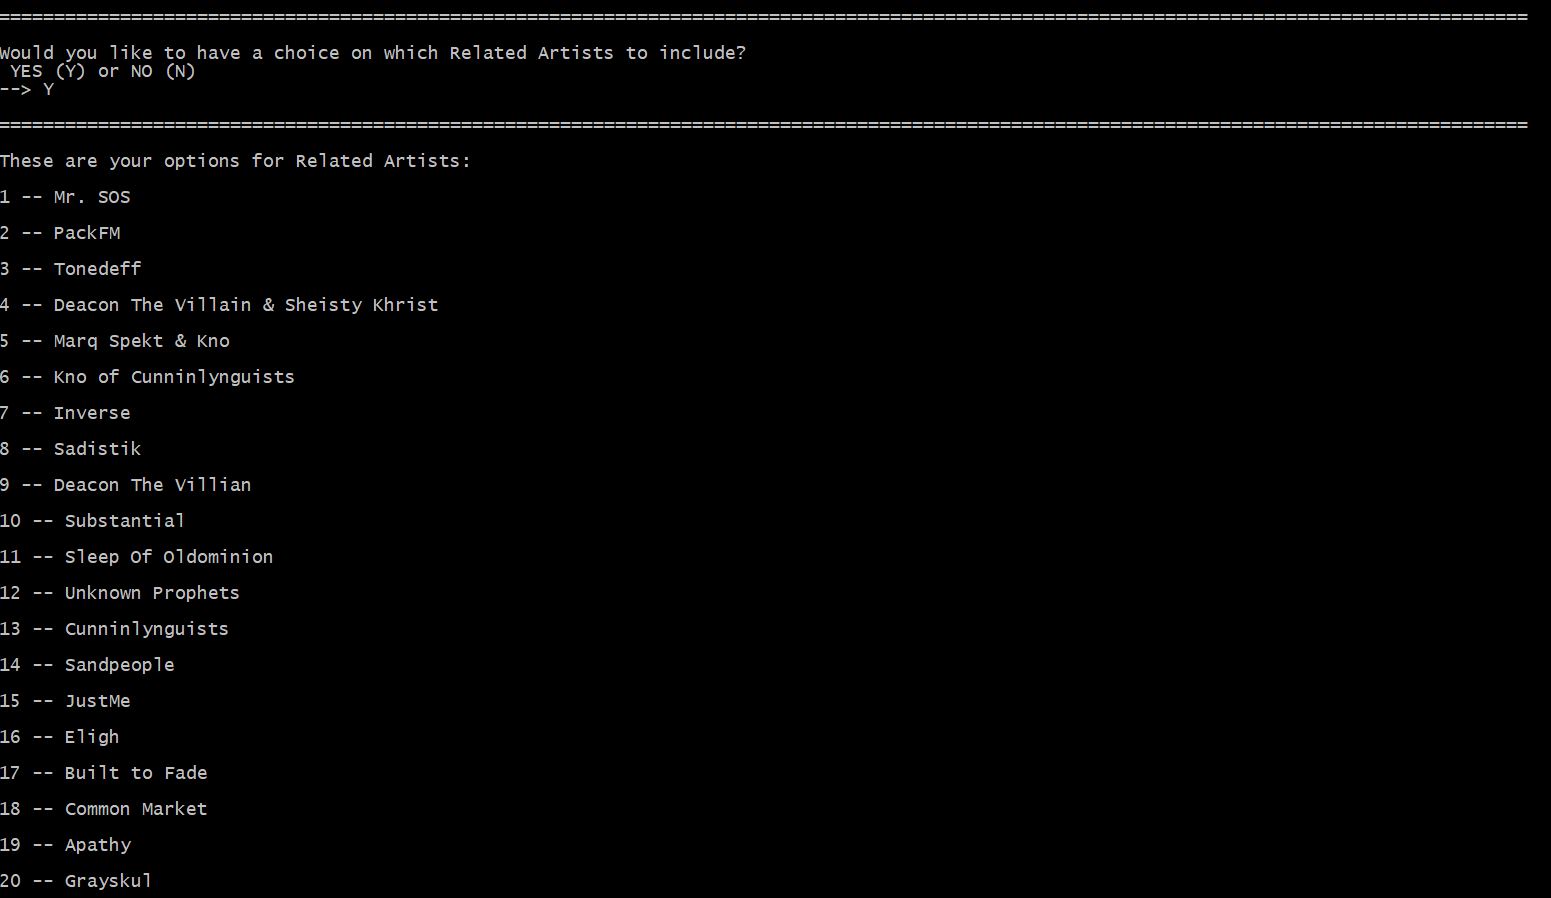 ===========================================================================================================================================
Would you like to have a choice on which Related Artists to include?
YES (Y) or NO (N)
--> Y
===========================================================================================================================================
These are your options for Related Artists:
1 -- Mr. SOS
2 -- PackFM
3 -- Tonedeff
4 -- Deacon The Villain & Sheisty Khrist
5 -- Marq Spekt & Kno
6 -- Kno of Cunninlynguists
7 -- Inverse
8 -- Sadistik
9 -- Deacon The Villian
10 -- Substantial
11 -- Sleep Of Oldominion
12 -- Unknown Prophets
13 -- Cunninlynguists
14 -- Sandpeople
15 -- JustMe
16 -- Eligh
17 -- Built to Fade
18 -- Common Market
19 -- Apathy
20 -- Grayskul